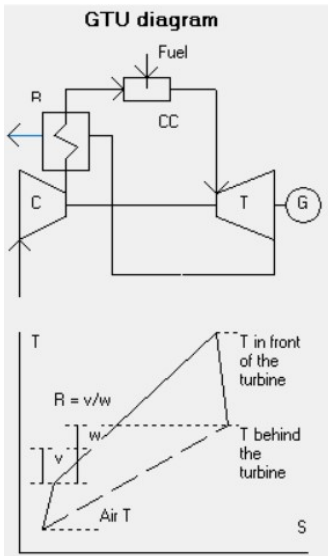 GTU diagram
Fuel
R
CC
C
T
G
T
T in front
of the
turbine
R = v/w
w
T behind
the
turbine
v
Air T
S